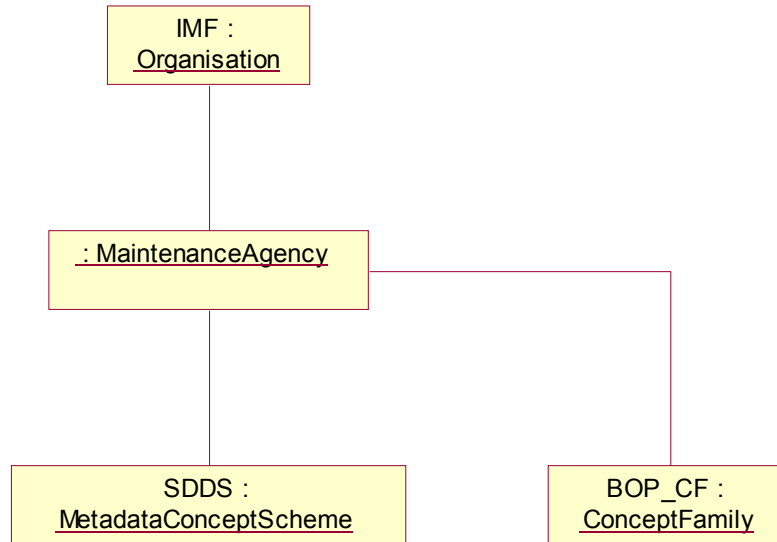 IMF :
Organisation
: MaintenanceAgency
SDDS :
MetadataConceptScheme
BOP_CF :
ConceptFamily